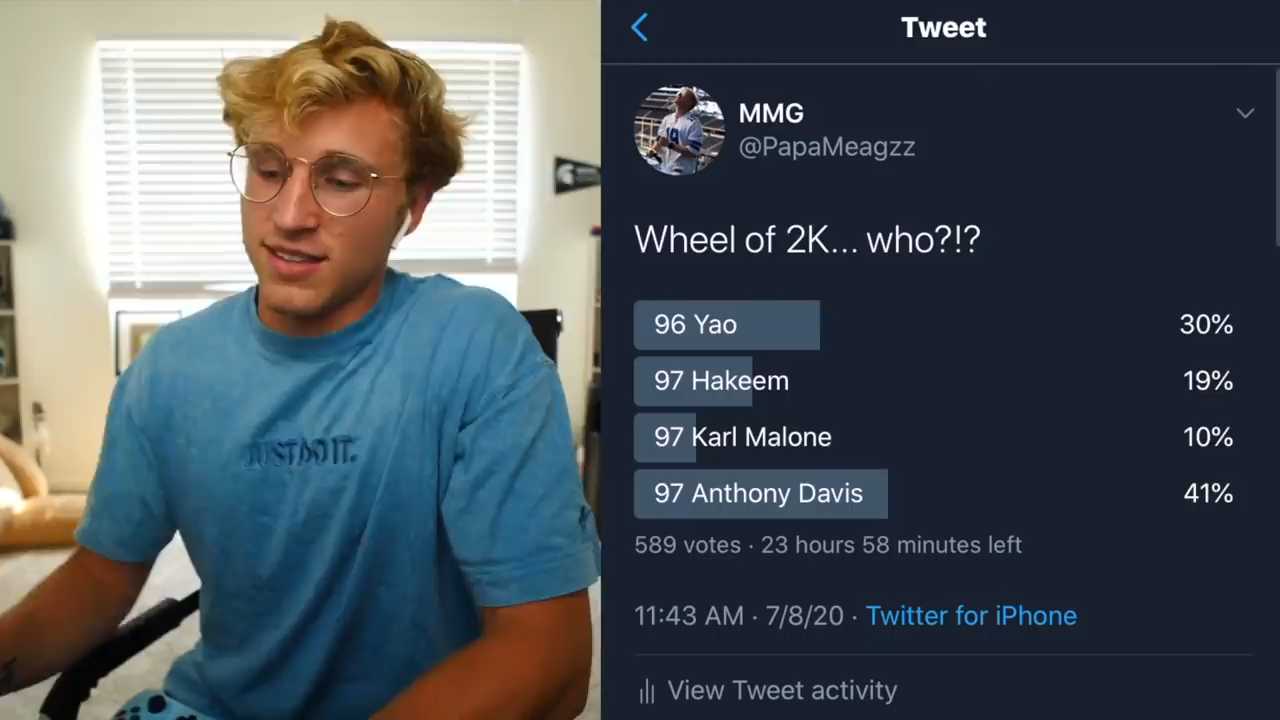 Tweet
MMG
@PapaMeagzz
Wheel of 2K... who?!?
96 Yao 30%
97 Hakeem 19%
97 Karl Malone 10%
97 Anthony Davis 41%
589 votes · 23 hours 58 minutes left
11:43 AM · 7/8/20 · Twitter for iPhone
View Tweet activity
JUST DO IT.